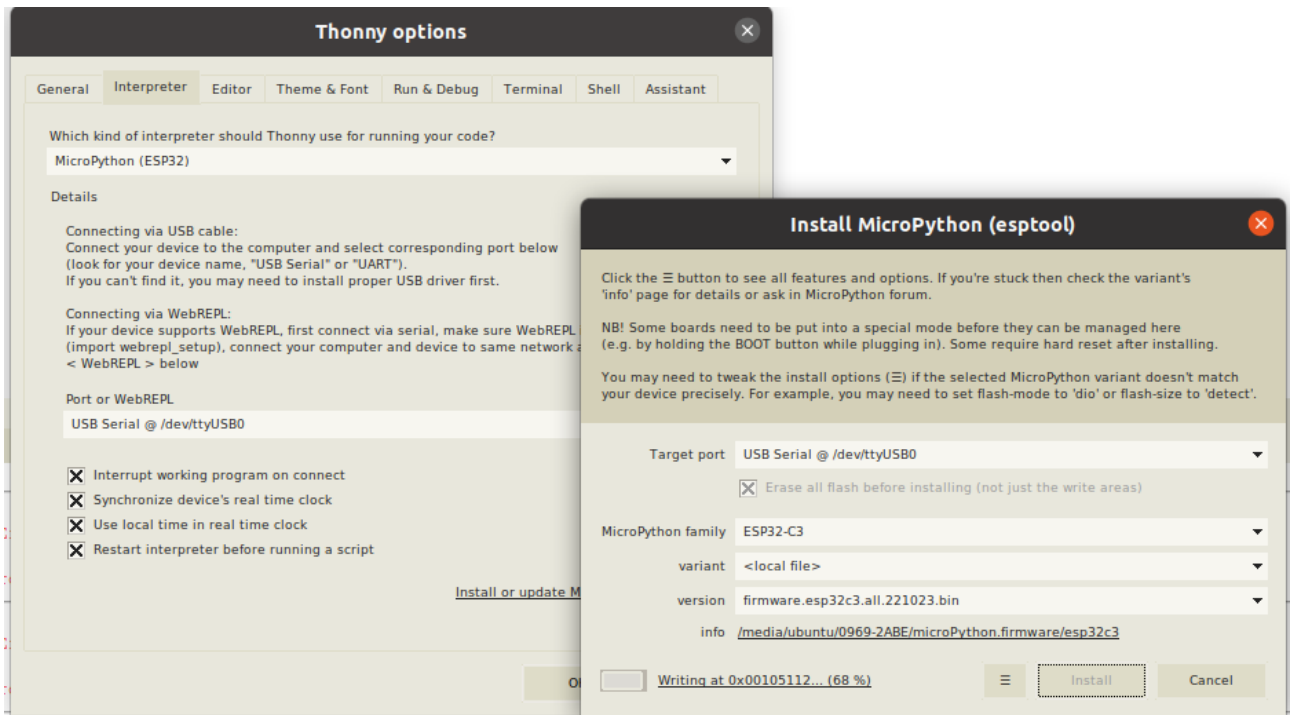 Thonny options
General Interpreter Editor Theme & Font Run & Debug Terminal Shell Assistant
Which kind of interpreter should Thonny use for running your code?
MicroPython (ESP32)
Details
Connecting via USB cable:
Connect your device to the computer and select corresponding port below
(look for your device name, "USB Serial" or "UART").
If you can't find it, you may need to install proper USB driver first.
Connecting via WebREPL:
If your device supports WebREPL, first connect via serial, make sure WebREPL
(import webrepl_setup), connect your computer and device to same network
< WebREPL > below
Port or WebREPL
USB Serial @ /dev/ttyUSB0
Interrupt working program on connect
Synchronize device's real time clock
Use local time in real time clock
Restart interpreter before running a script
Install or update
Install MicroPython (esptool)
Click the ☰ button to see all features and options. If you're stuck then check the variant's
'info' page for details or ask in MicroPython forum.
NB! Some boards need to be put into a special mode before they can be managed here
(e.g. by holding the BOOT button while plugging in). Some require hard reset after installing.
You may need to tweak the install options (☰) if the selected MicroPython variant doesn't match
your device precisely. For example, you may need to set flash-mode to 'dio' or flash-size to 'detect'.
Target port USB Serial @ /dev/ttyUSB0
Erase all flash before installing (not just the write areas)
MicroPython family ESP32-C3
variant <local file>
version firmware.esp32c3.all.221023.bin
info /media/ubuntu/0969-2ABE/microPython.firmware/esp32c3
Writing at 0x00105112... (68 %) ☰ Install Cancel